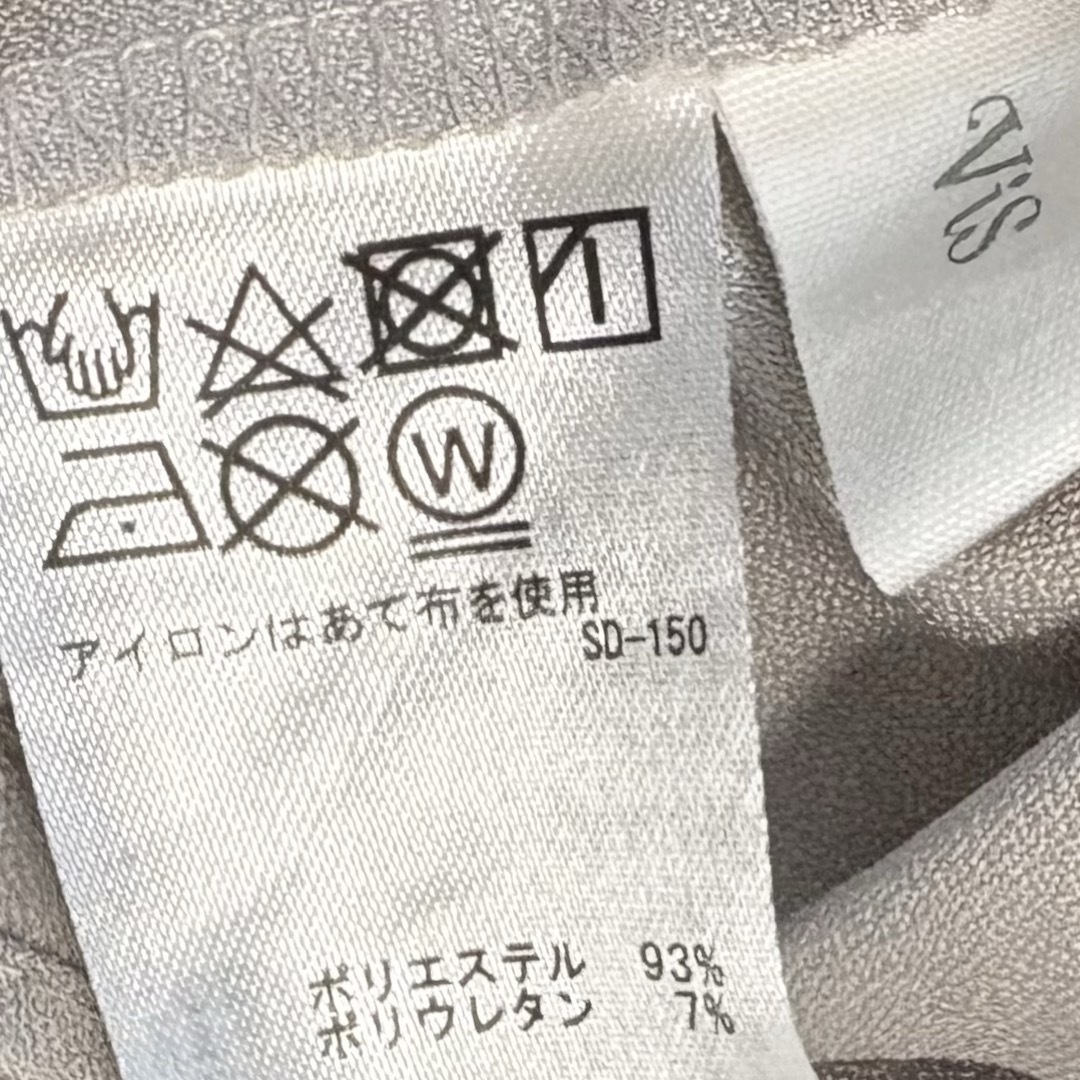 W
アイロンはあて布を使用
SD-150
ポリエステル 93%
ポリウレタン 7%
ViS